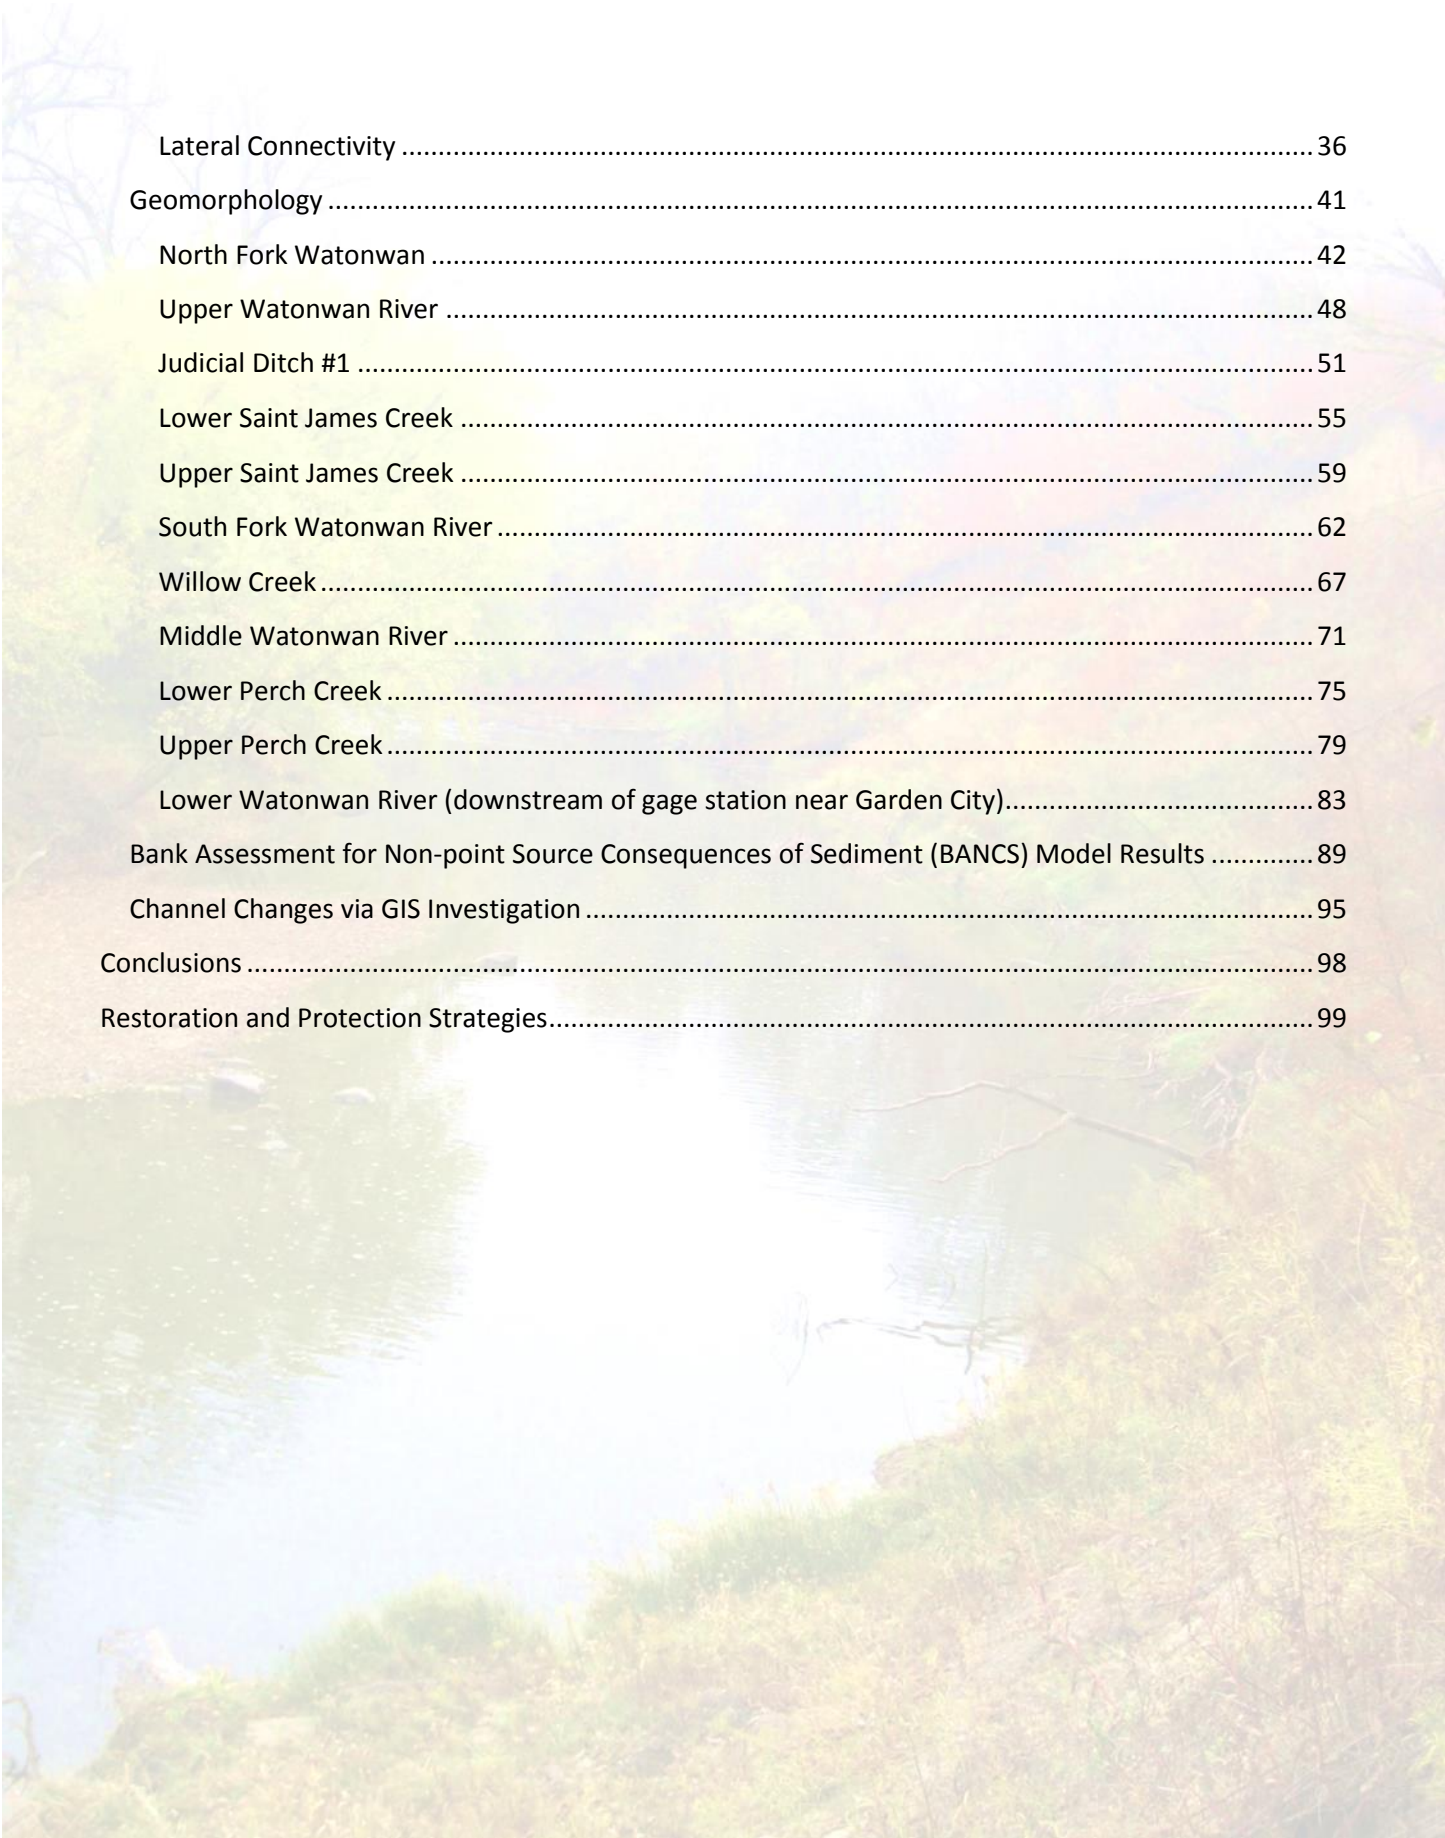 Lateral Connectivity ........ 36
Geomorphology ........ 41
North Fork Watonwan ........ 42
Upper Watonwan River ........ 48
Judicial Ditch #1 ........ 51
Lower Saint James Creek ........ 55
Upper Saint James Creek ........ 59
South Fork Watonwan River ........ 62
Willow Creek ........ 67
Middle Watonwan River ........ 71
Lower Perch Creek ........ 75
Upper Perch Creek ........ 79
Lower Watonwan River (downstream of gage station near Garden City) ........ 83
Bank Assessment for Non-point Source Consequences of Sediment (BANCS) Model Results ........ 89
Channel Changes via GIS Investigation ........ 95
Conclusions ........ 98
Restoration and Protection Strategies ........ 99